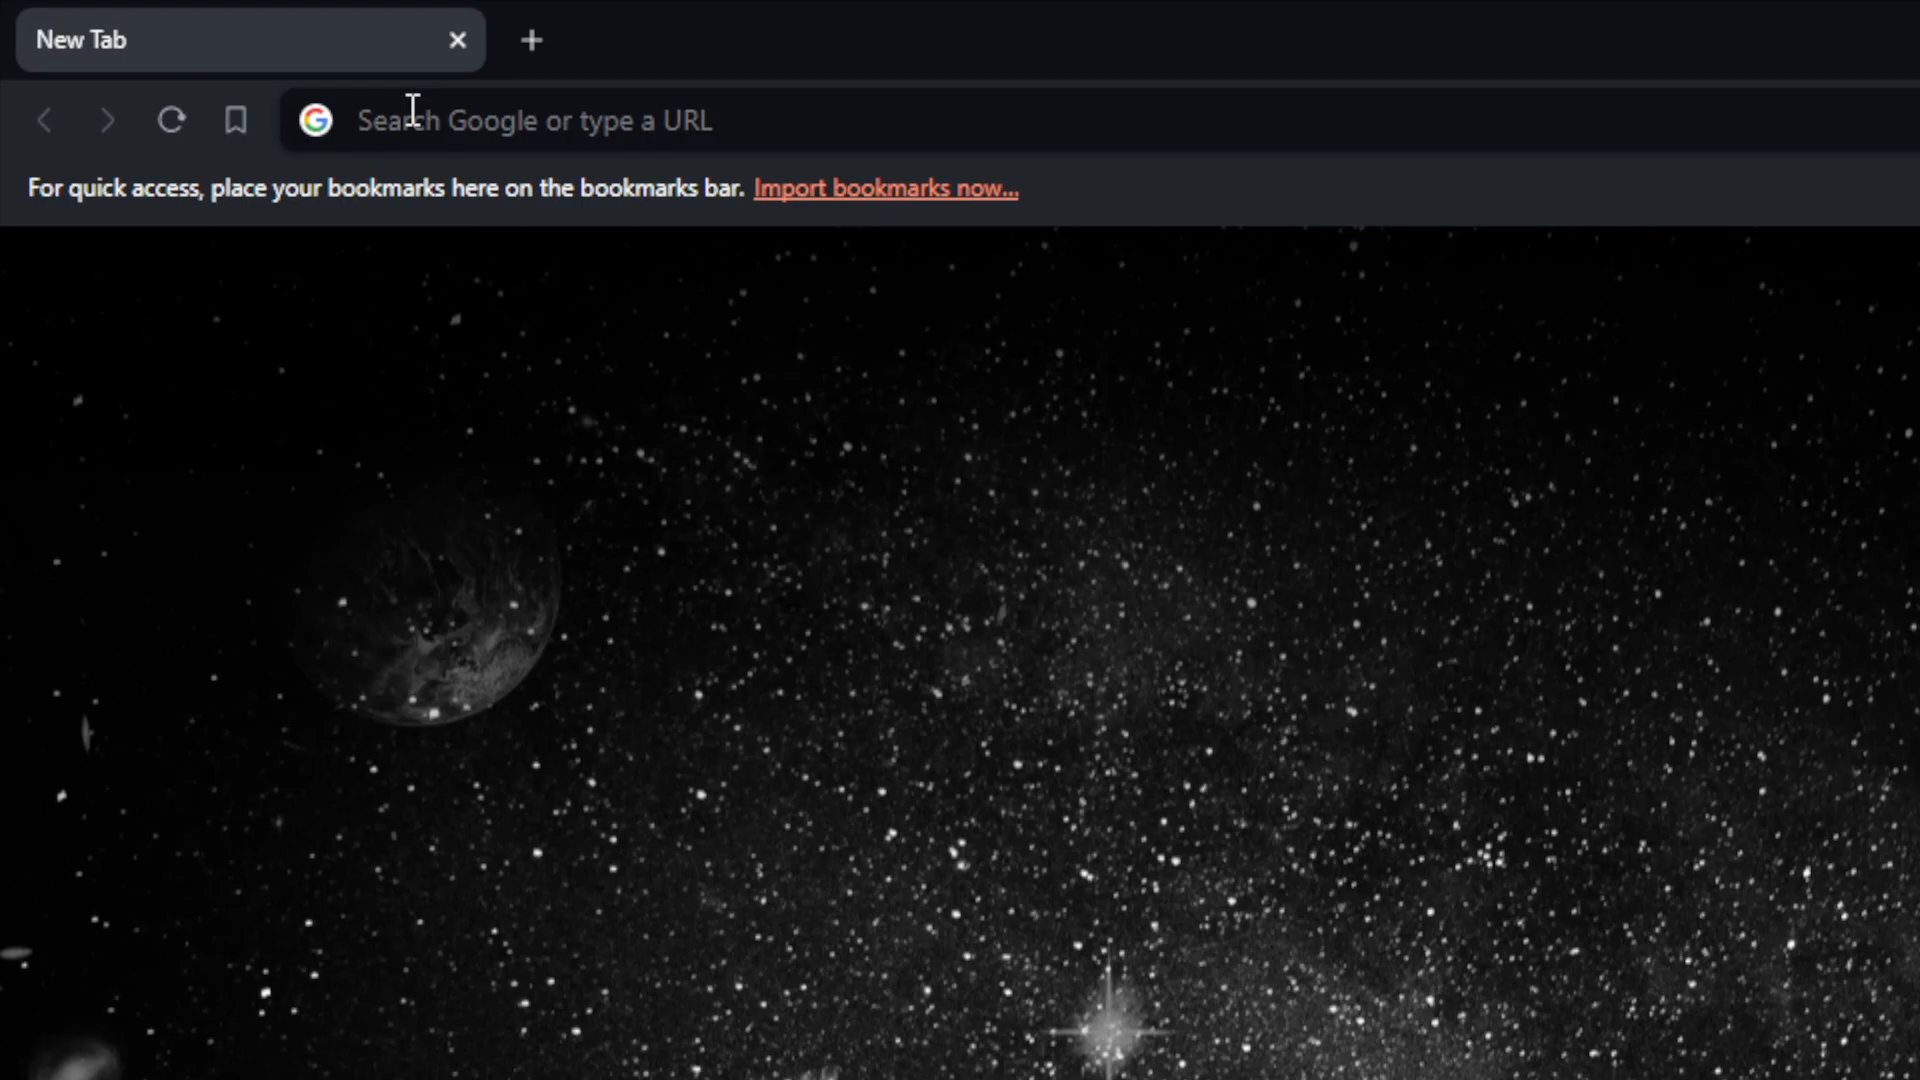 New Tab
Search Google or type a URL
For quick access, place your bookmarks here on the bookmarks bar. Import bookmarks now...